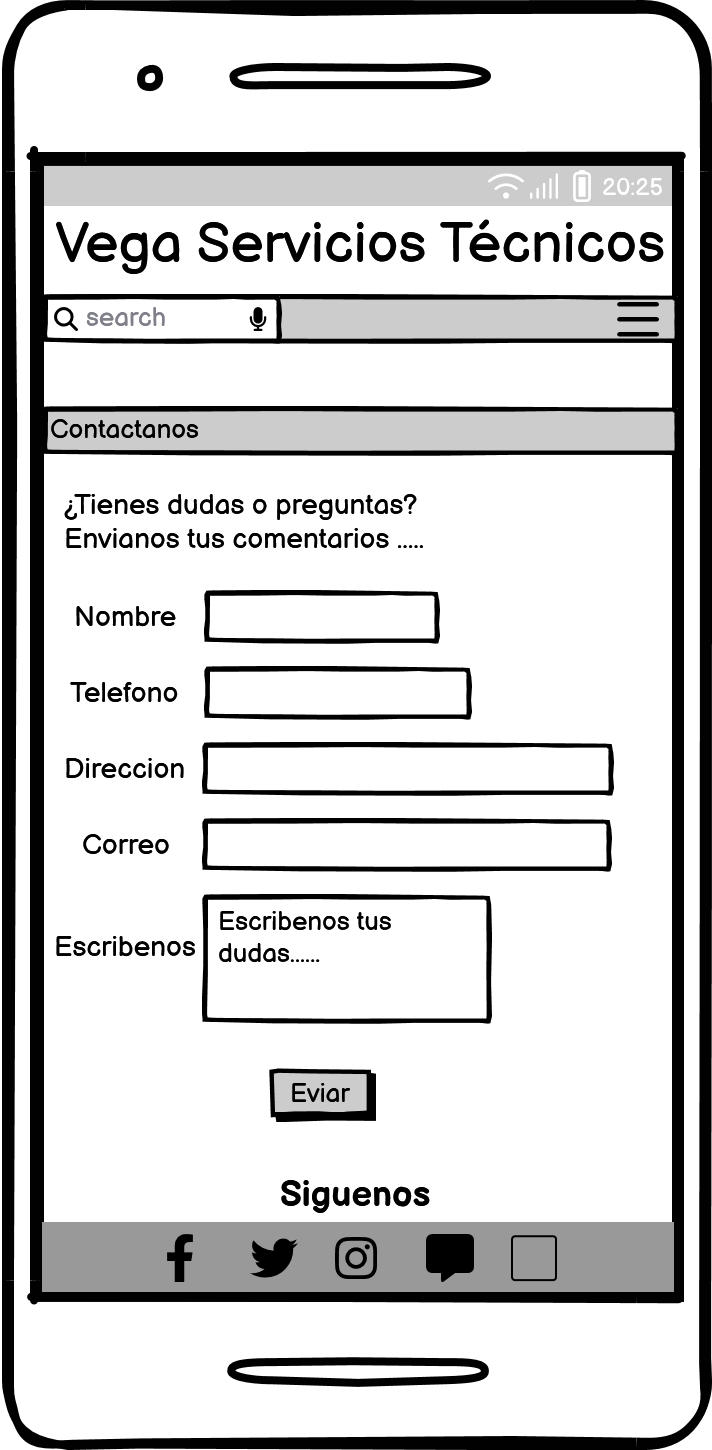 20:25
Vega Servicios Técnicos
search
Contactanos
¿Tienes dudas o preguntas?
Envianos tus comentarios .....
Nombre
Telefono
Direccion
Correo
Escribenos
Escribenos tus
dudas......
Eviar
Siguenos